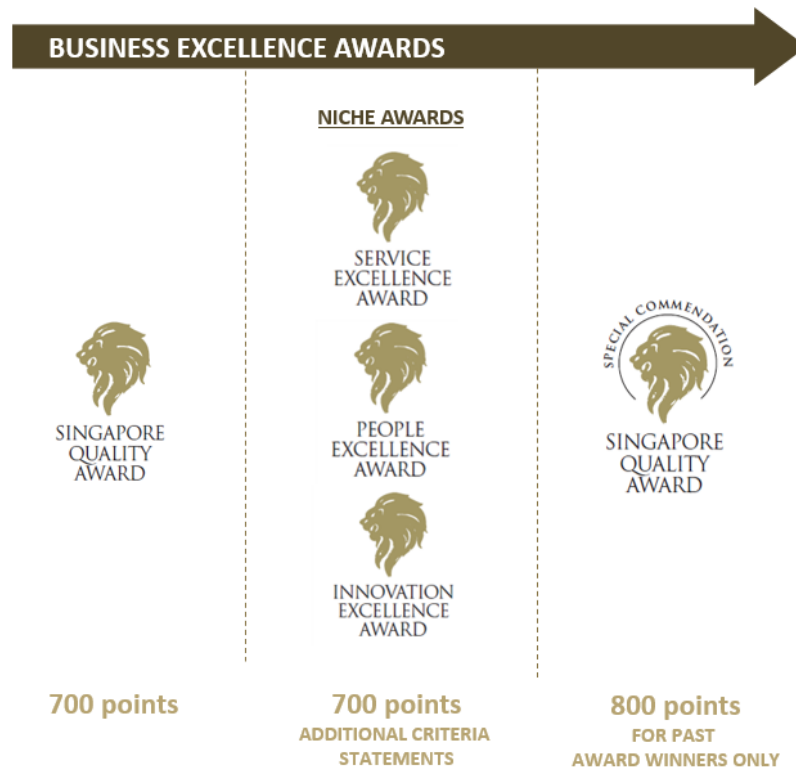 BUSINESS EXCELLENCE AWARDS
NICHE AWARDS
SERVICE
EXCELLENCE
AWARD
SINGAPORE
QUALITY
AWARD
PEOPLE
EXCELLENCE
AWARD
INNOVATION
EXCELLENCE
AWARD
SPECIAL COMMENDATION
SINGAPORE
QUALITY
AWARD
700 points
700 points
ADDITIONAL CRITERIA
STATEMENTS
800 points
FOR PAST
AWARD WINNERS ONLY